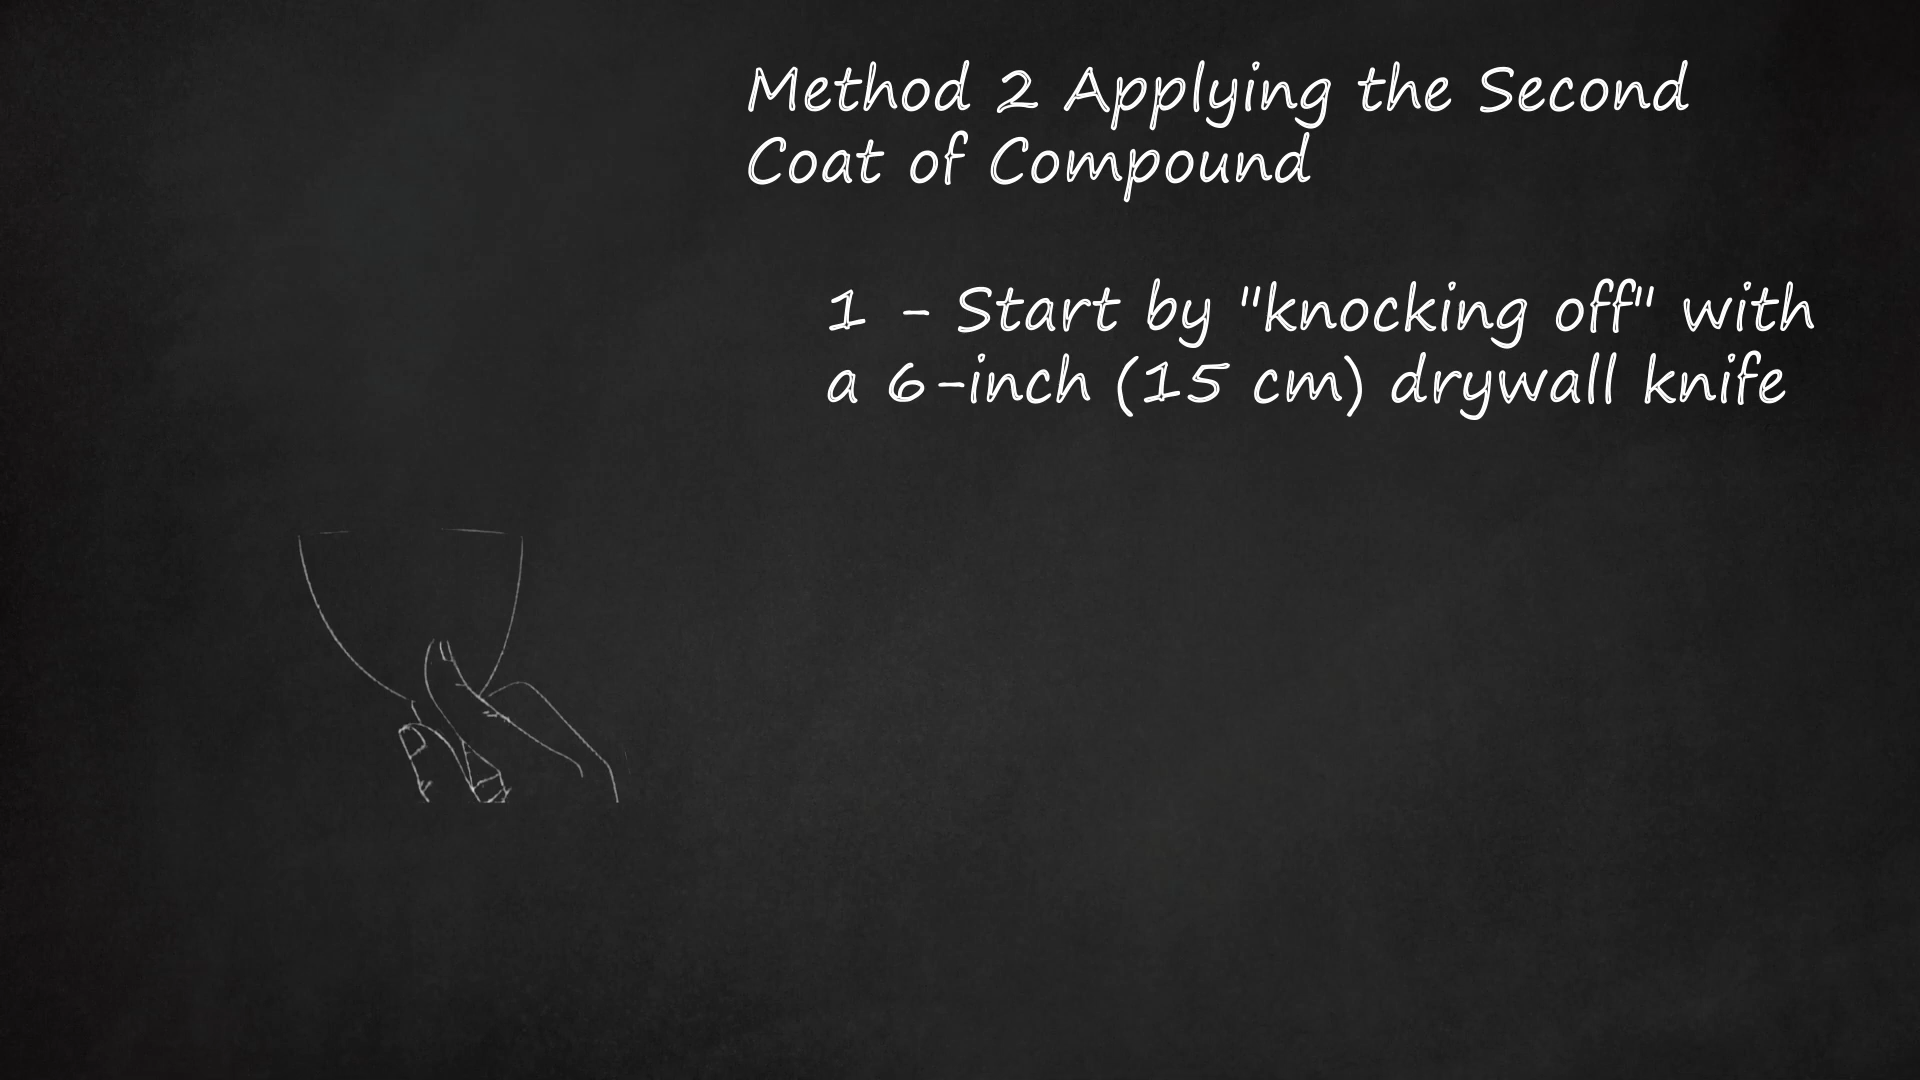 Method 2 Applying the Second
Coat of Compound
1 - Start by "knocking off" with
a 6-inch (15 cm) drywall knife